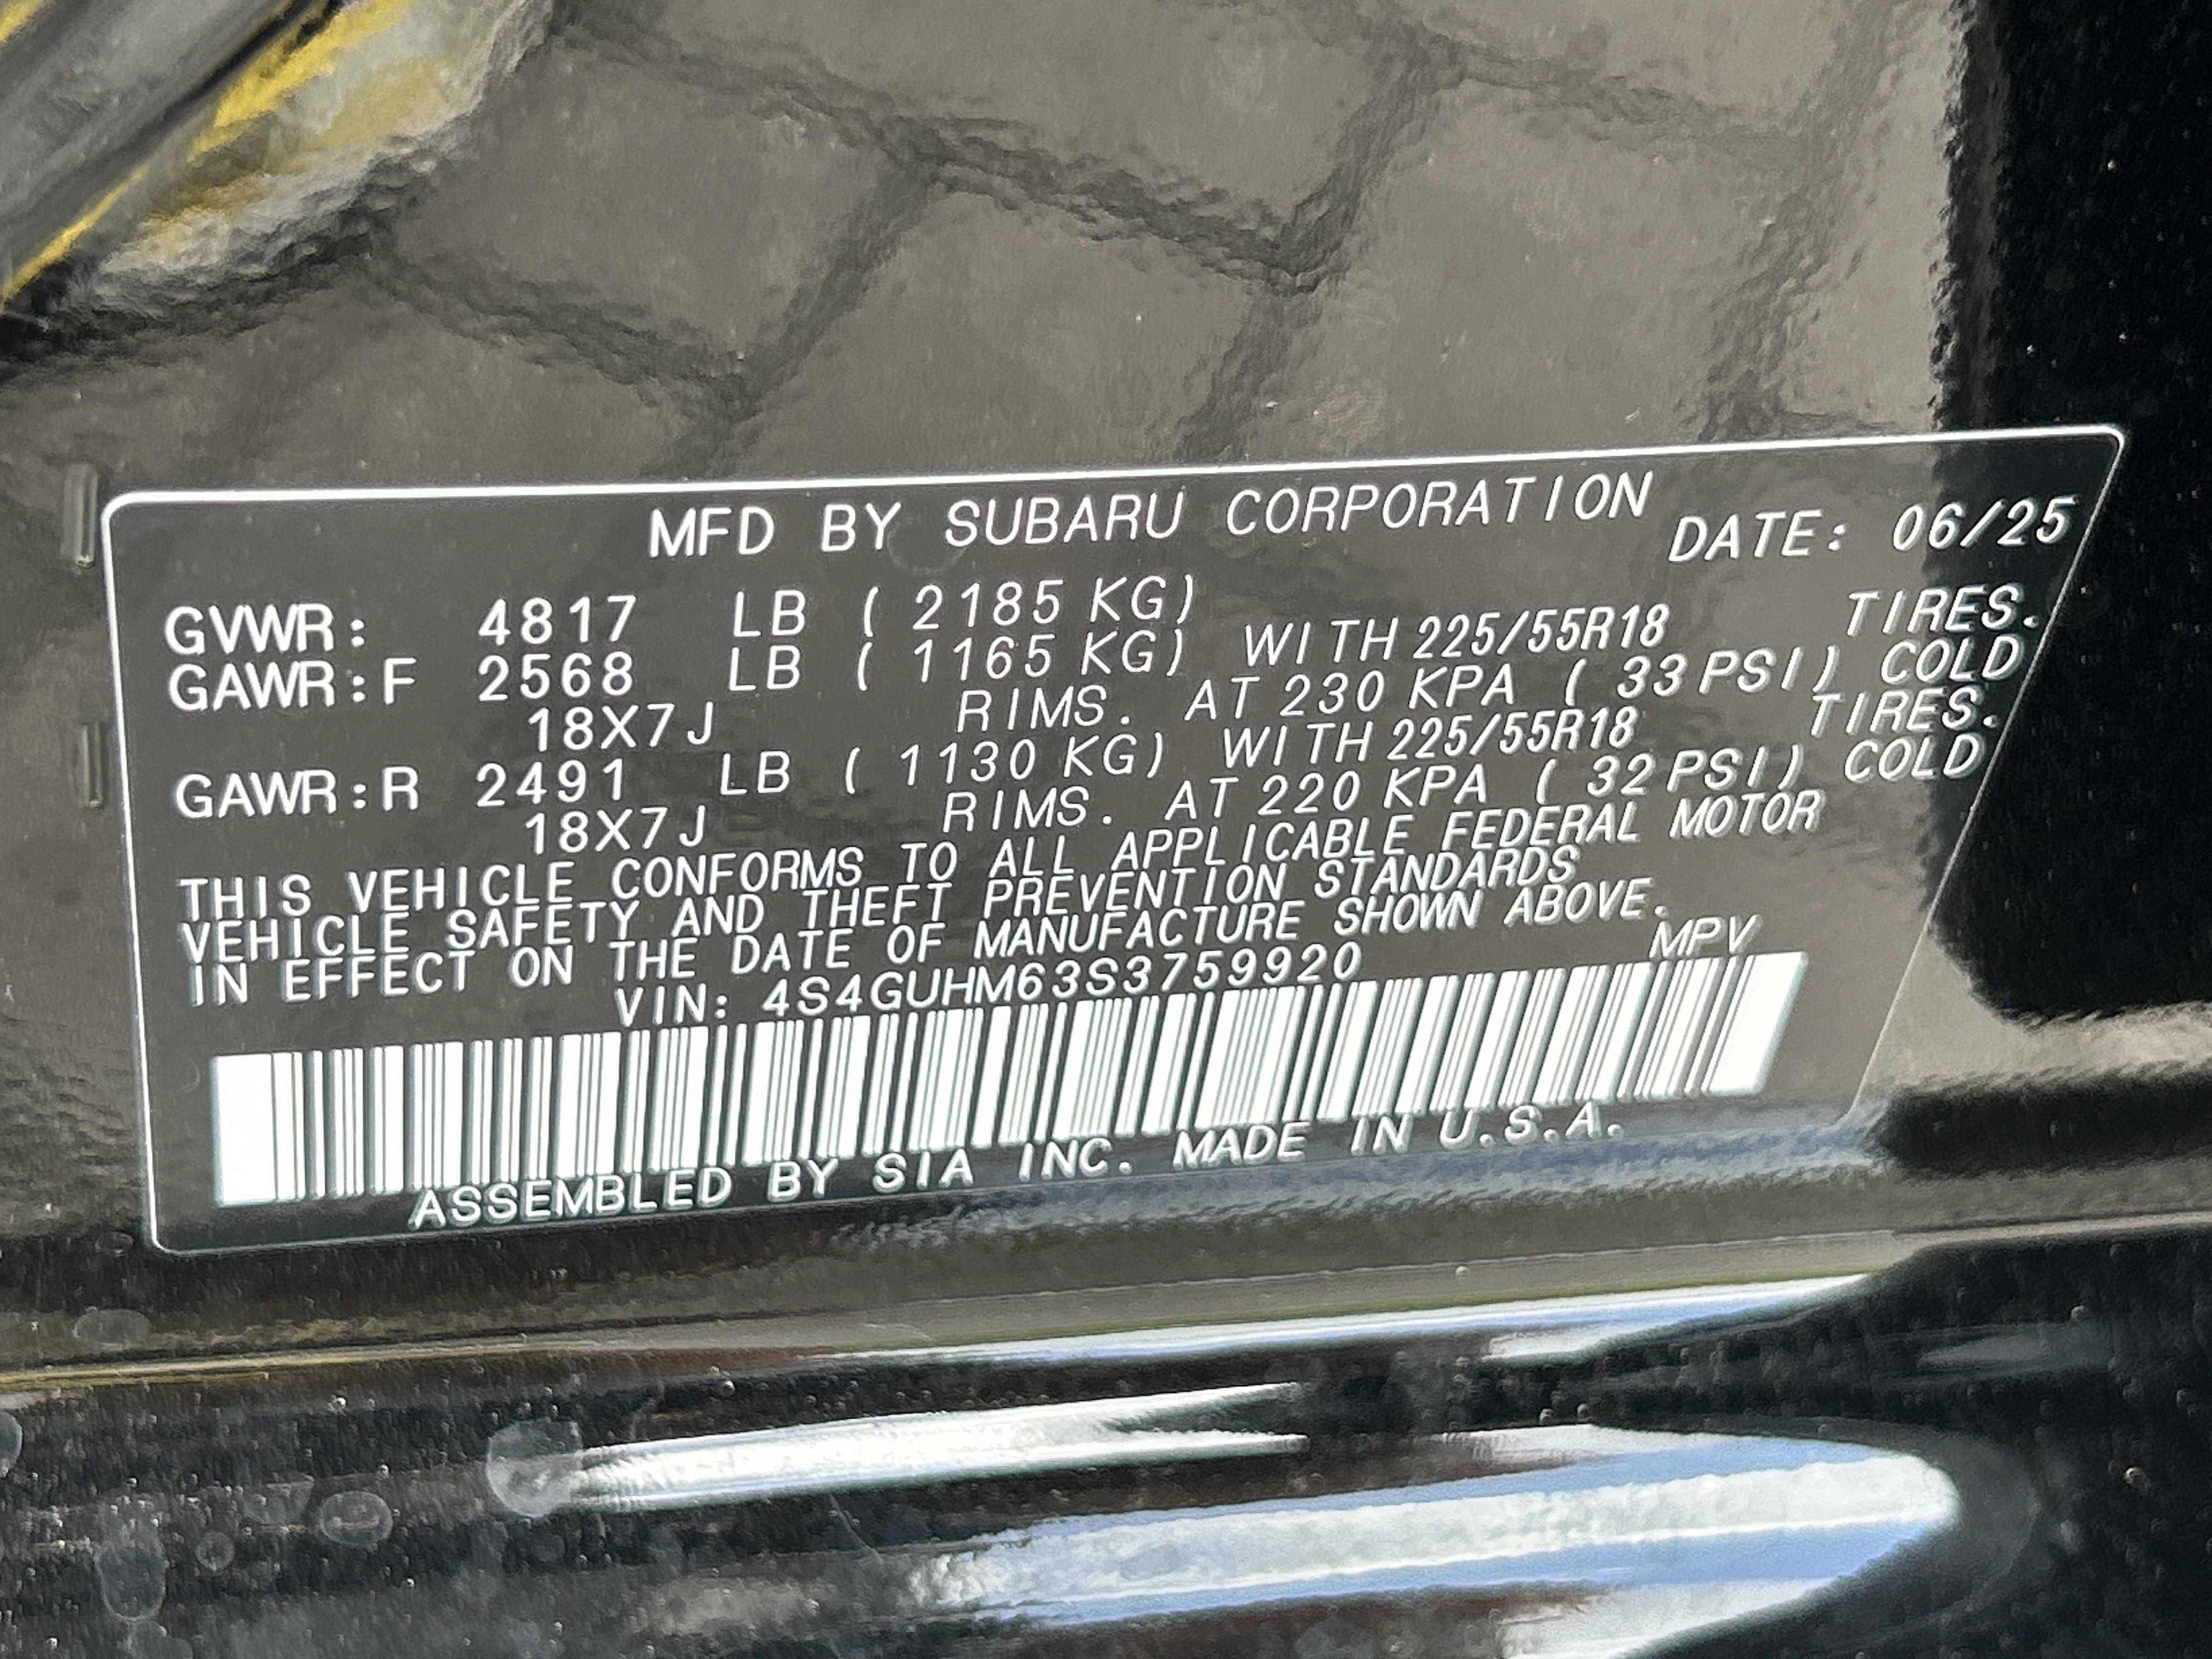 MFD BY SUBARU CORPORATION
DATE: 06/25
GVWR: 4817 LB ( 2185 KG)
GAWR:F 2568 LB ( 1165 KG) WITH 225/55R18 TIRES.
18X7J RIMS. AT 230 KPA ( 33 PSI) COLD
GAWR:R 2491 LB ( 1130 KG) WITH 225/55R18 TIRES.
18X7J RIMS. AT 220 KPA ( 32 PSI) COLD
THIS VEHICLE CONFORMS TO ALL APPLICABLE FEDERAL MOTOR
VEHICLE SAFETY AND THEFT PREVENTION STANDARDS
IN EFFECT ON THE DATE OF MANUFACTURE SHOWN ABOVE.
VIN: 4S4GUHM63S3759920 MPV
ASSEMBLED BY SIA INC. MADE IN U.S.A.